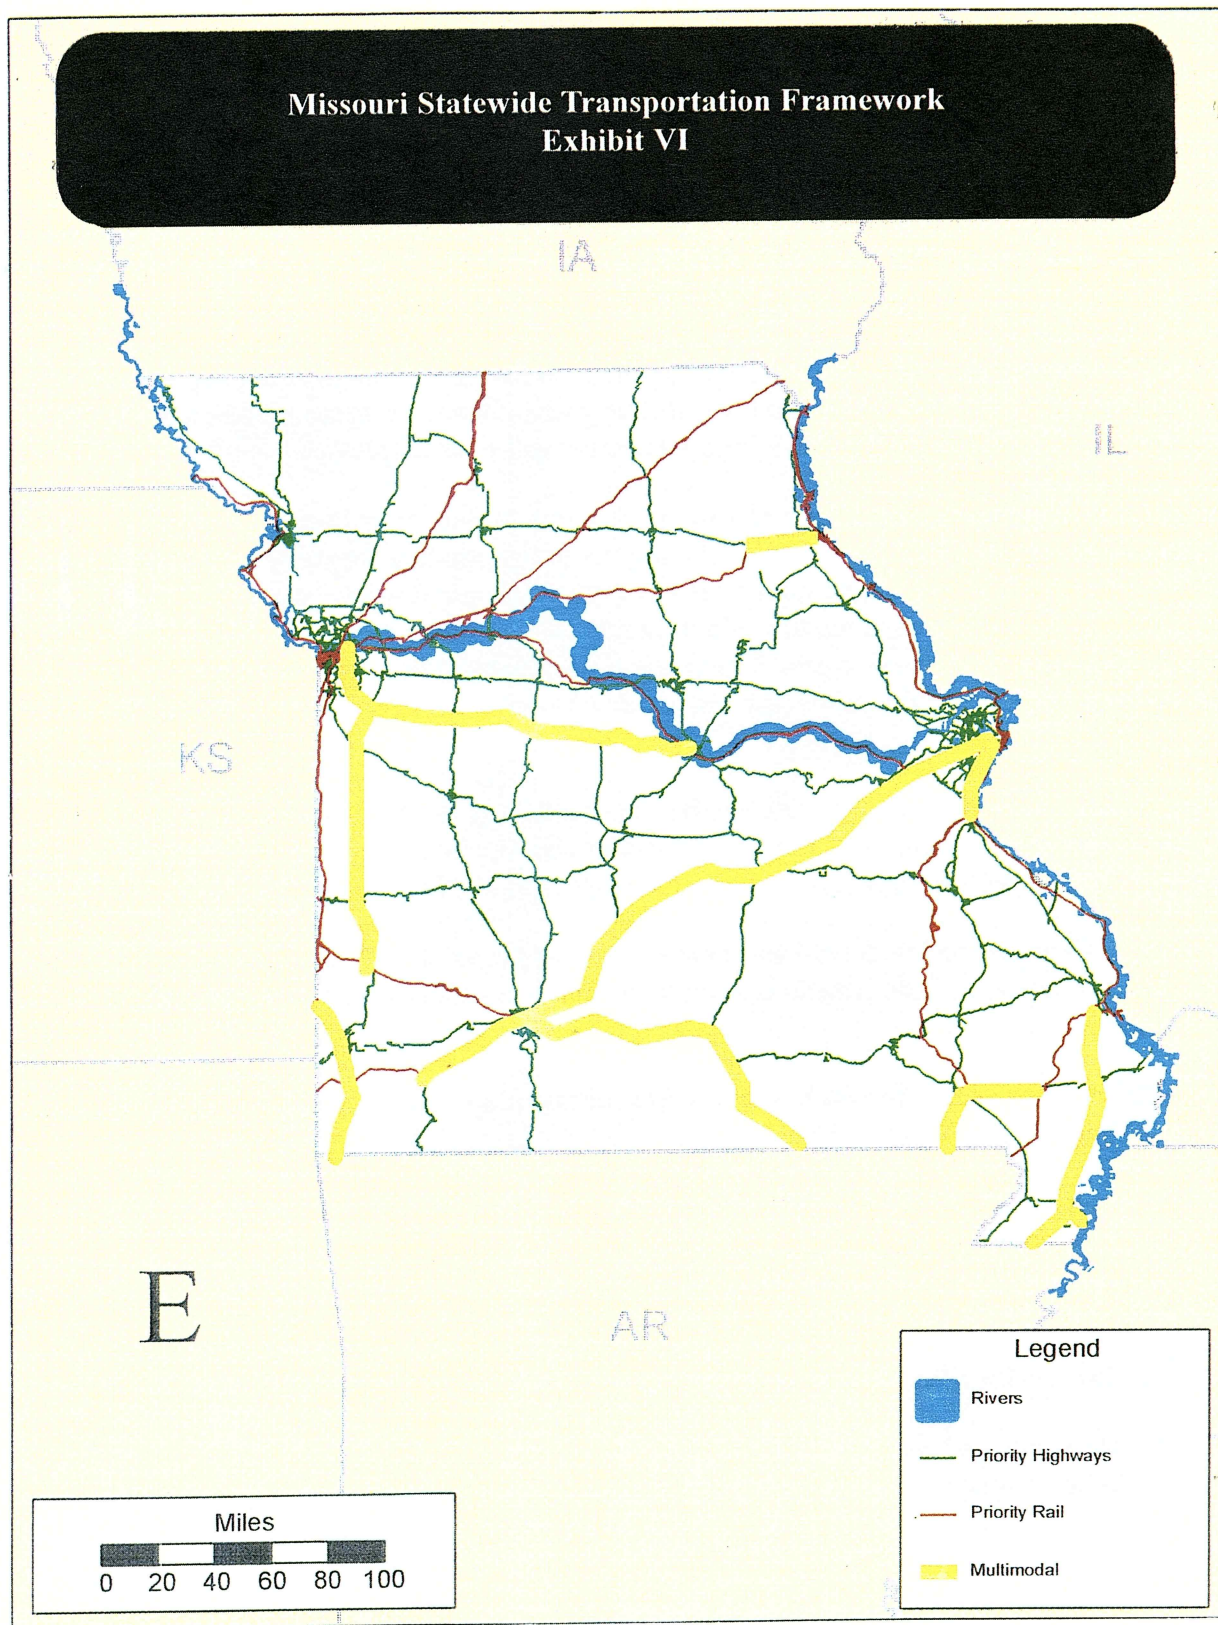 Missouri Statewide Transportation Framework
Exhibit VI
IA
IL
KS
E
AR
Legend
Rivers
Priority Highways
Priority Rail
Multimodal
Miles
0 20 40 60 80 100